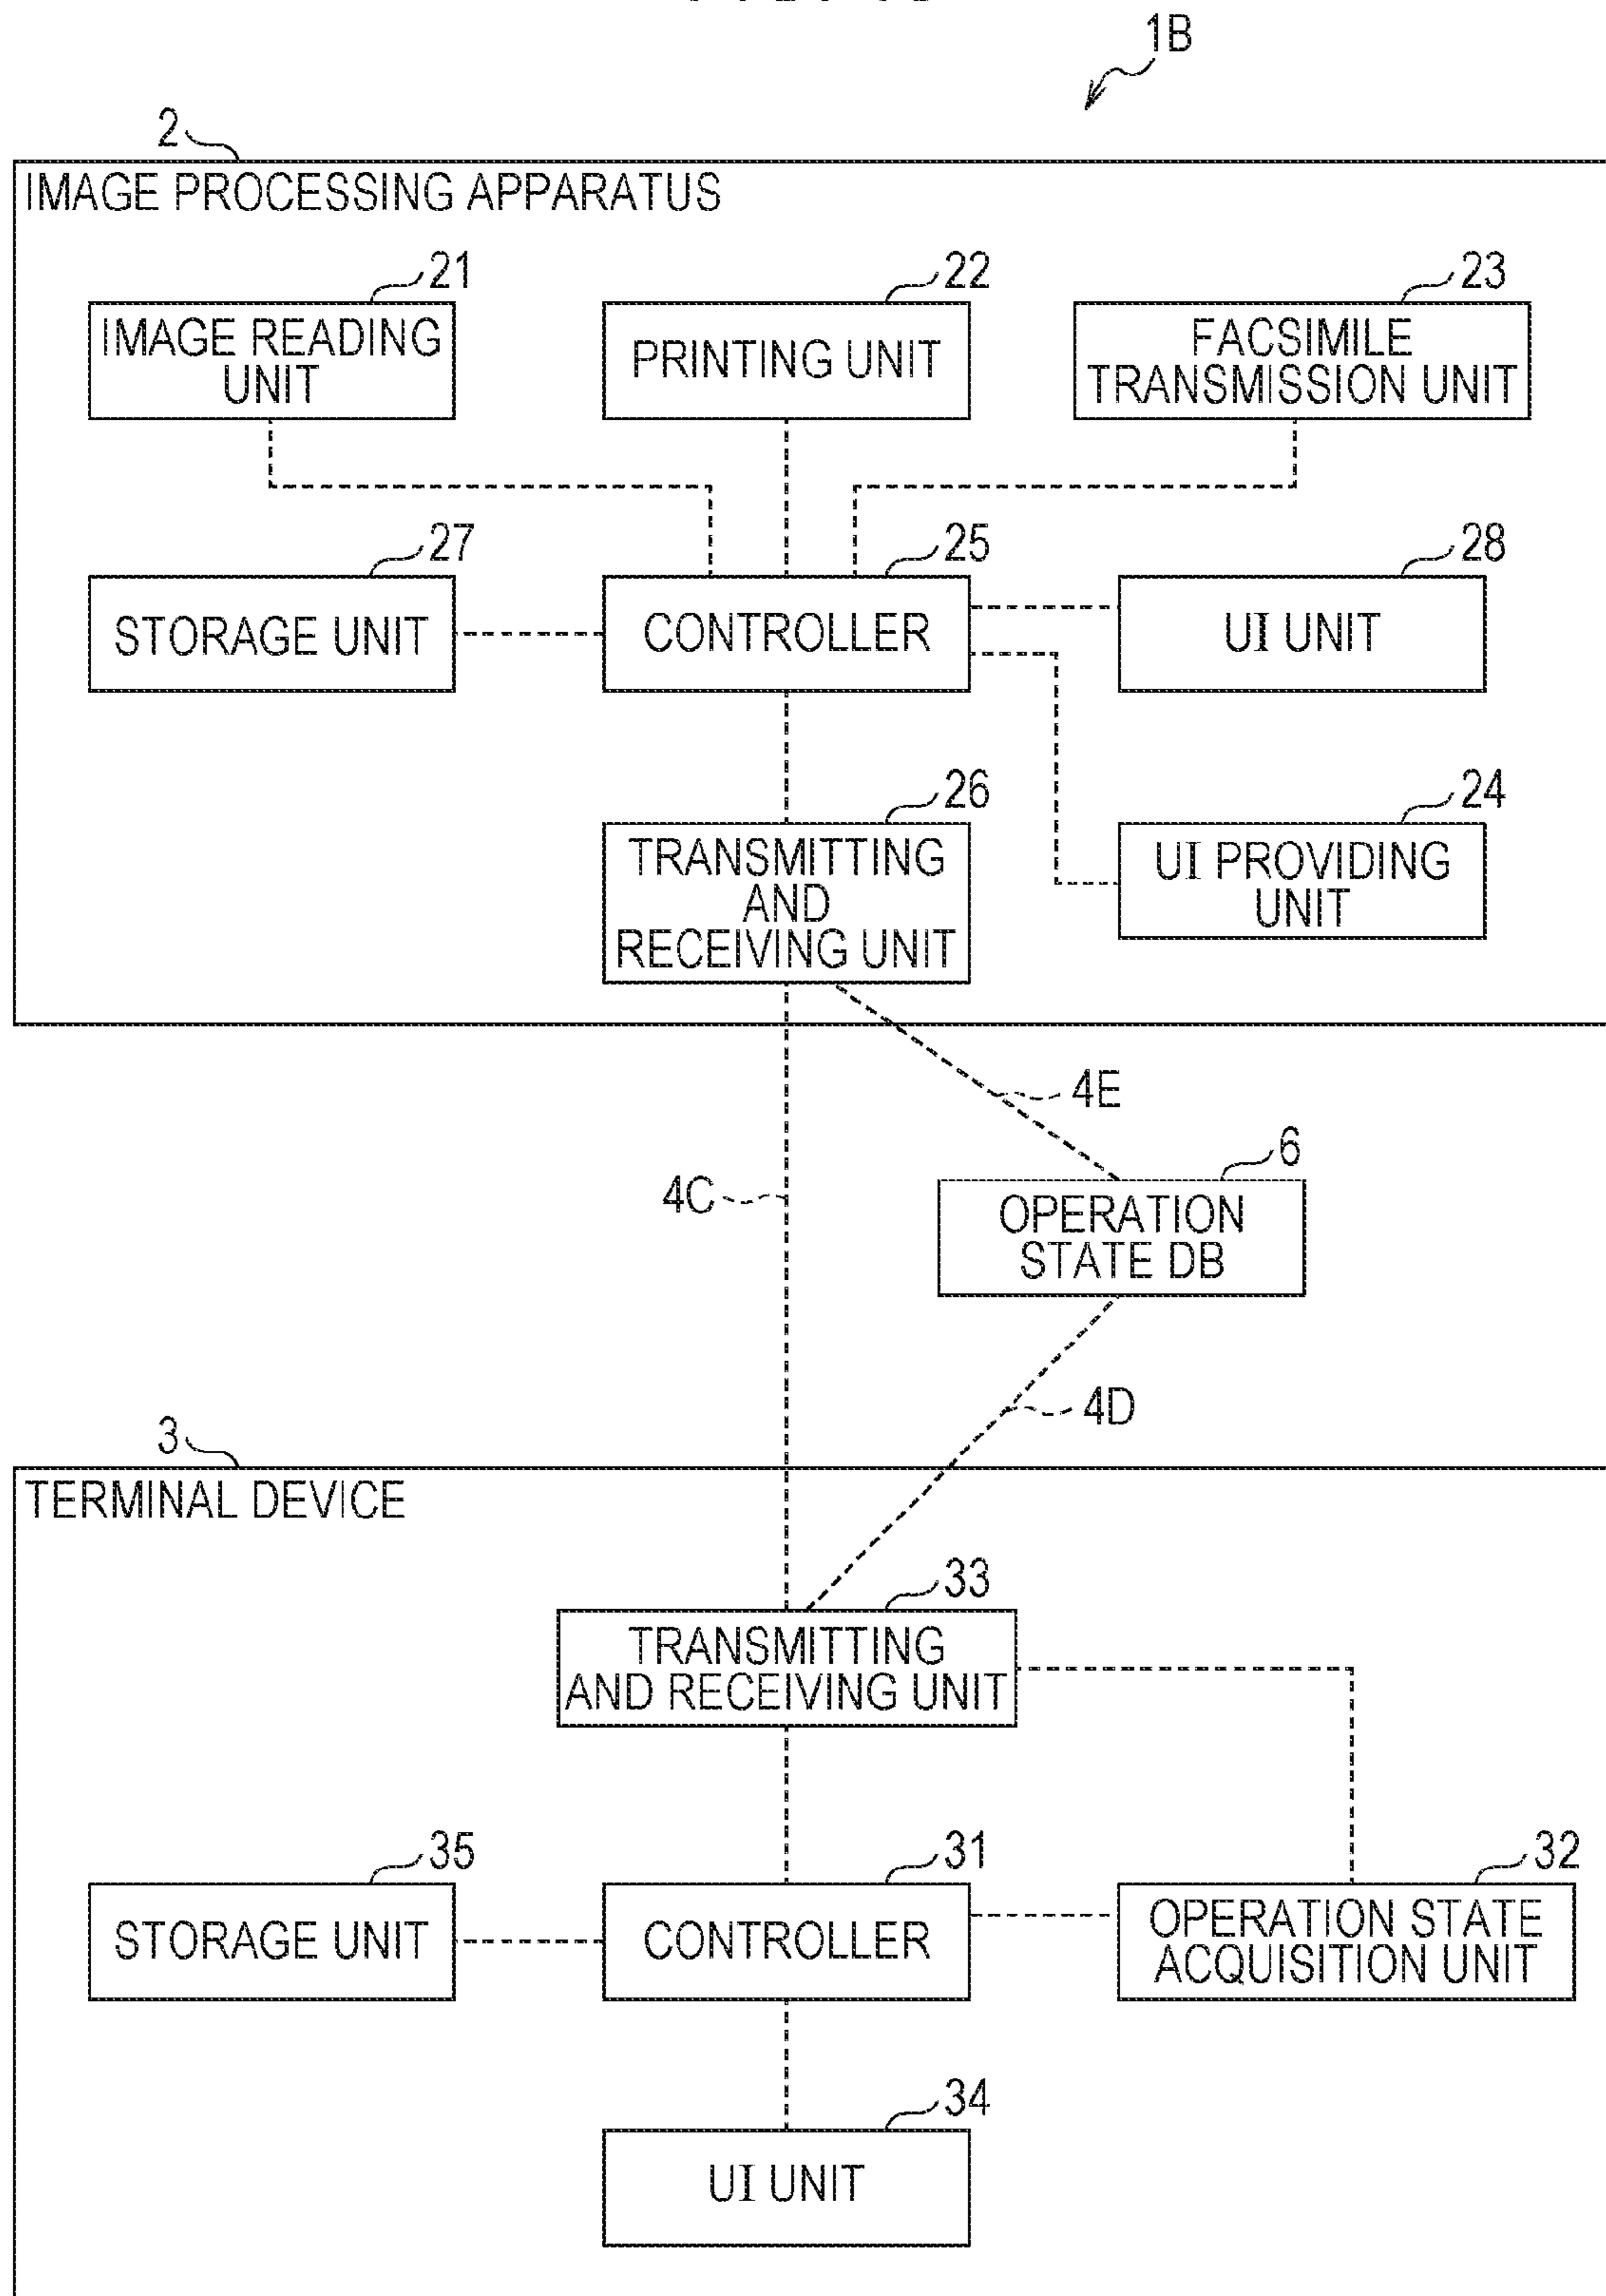 1B
2
IMAGE PROCESSING APPARATUS
21
22
23
IMAGE READING
UNIT
PRINTING UNIT
FACSIMILE
TRANSMISSION UNIT
27
25
28
STORAGE UNIT
CONTROLLER
UI UNIT
26
24
TRANSMITTING
AND
RECEIVING UNIT
UI PROVIDING
UNIT
4E
6
4C
OPERATION
STATE DB
4D
3
TERMINAL DEVICE
33
TRANSMITTING
AND RECEIVING UNIT
35
31
32
STORAGE UNIT
CONTROLLER
OPERATION STATE
ACQUISITION UNIT
34
UI UNIT